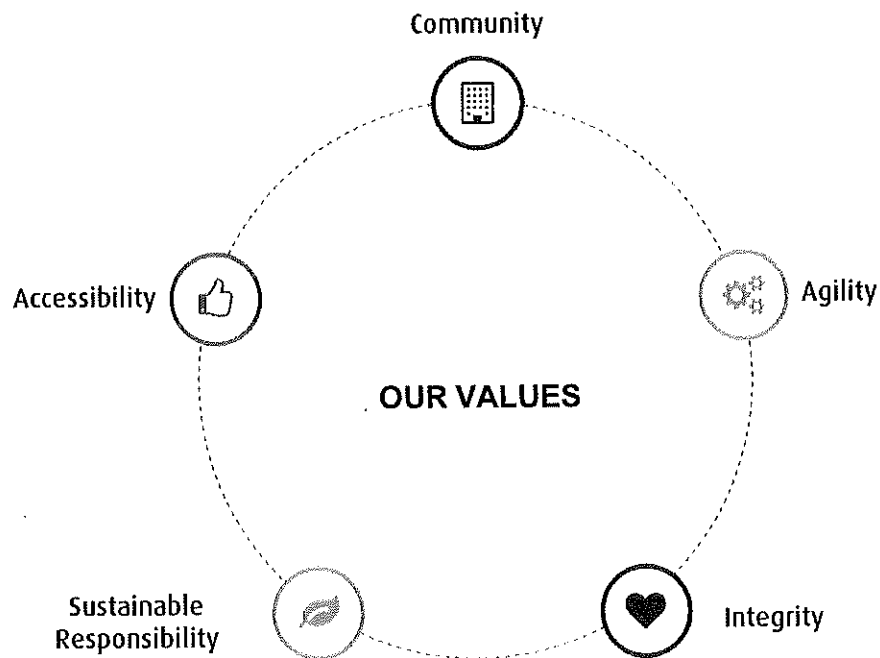 Community
Accessibility
Agility
OUR VALUES
Sustainable
Responsibility
Integrity